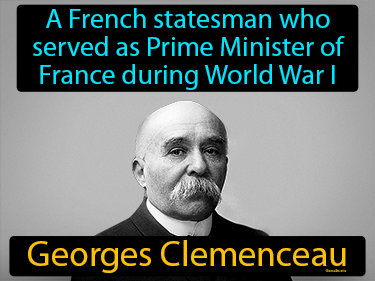 A French statesman who
served as Prime Minister of
France during World War I
Georges Clemenceau